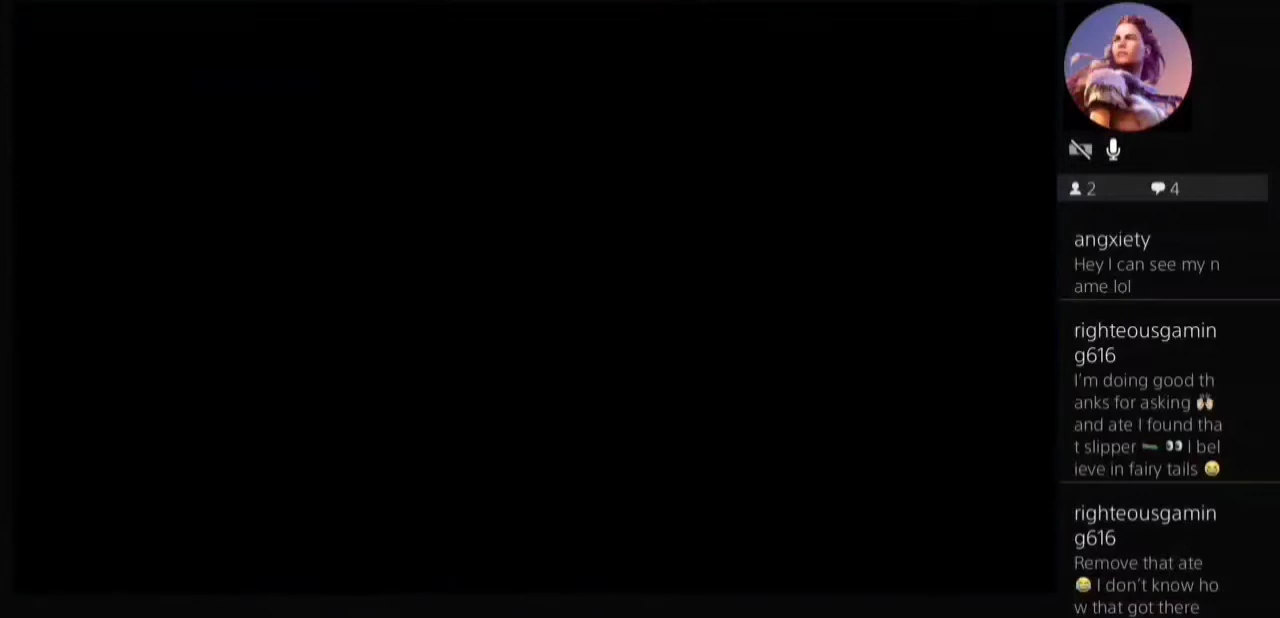 2 4
angxiety
Hey I can see my n
ame lol
righteousgamin
g616
I'm doing good th
anks for asking 🙌🏻
and ate I found tha
t slipper 🥿 👀 I bel
ieve in fairy tails 😂
righteousgamin
g616
Remove that ate
😂 I don't know ho
w that got there